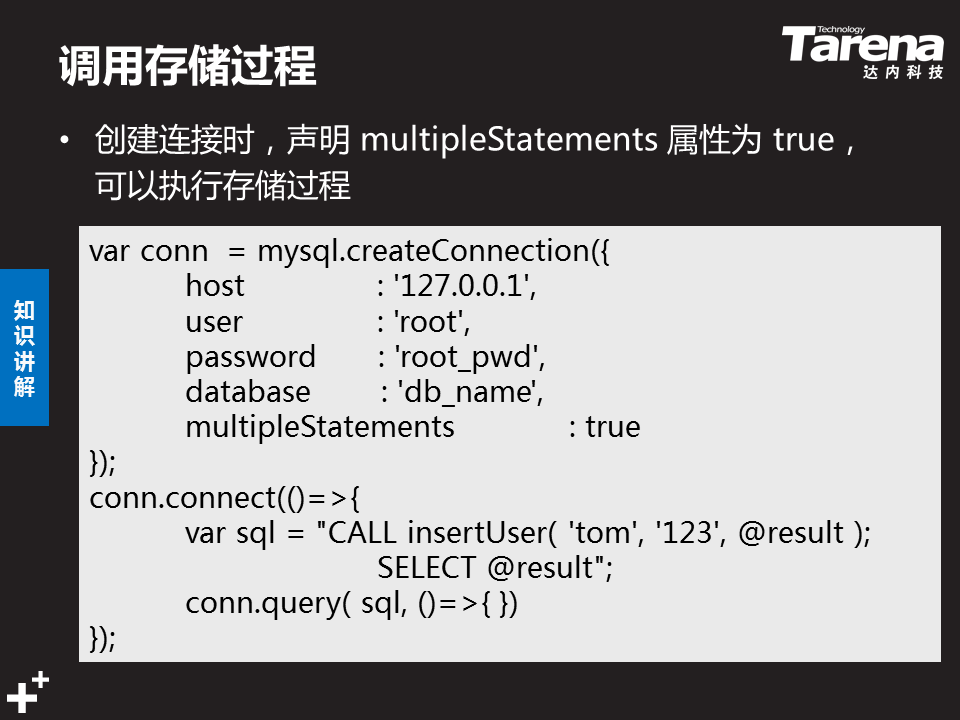 调用存储过程
Technology
Tarena
达内科技
• 创建连接时，声明 multipleStatements 属性为 true，
可以执行存储过程
知
识
讲
解
var conn = mysql.createConnection({
host : '127.0.0.1',
user : 'root',
password : 'root_pwd',
database : 'db_name',
multipleStatements : true
});
conn.connect(()=>{
var sql = "CALL insertUser( 'tom', '123', @result );
SELECT @result";
conn.query( sql, ()=>{ })
});